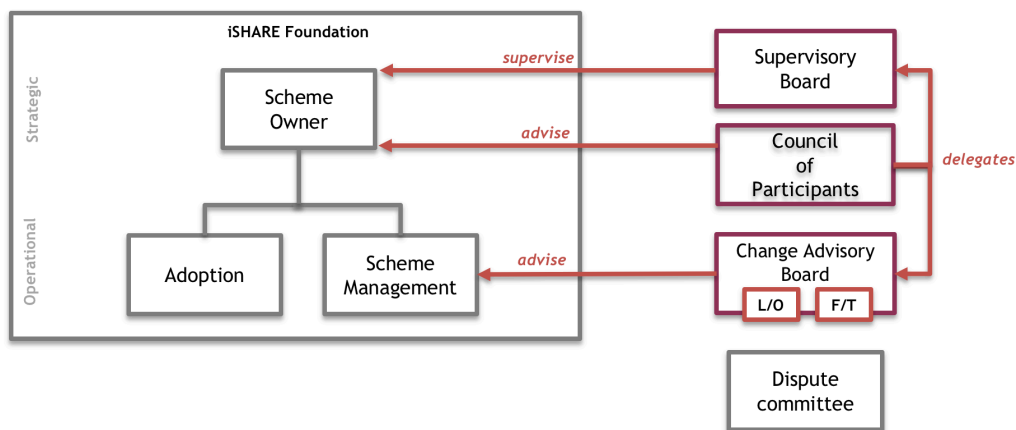 iSHARE Foundation
Strategic
Operational
Scheme
Owner
Adoption
Scheme
Management
supervise
advise
advise
Supervisory
Board
Council
of
Participants
delegates
Change Advisory
Board
L/O
F/T
Dispute
committee